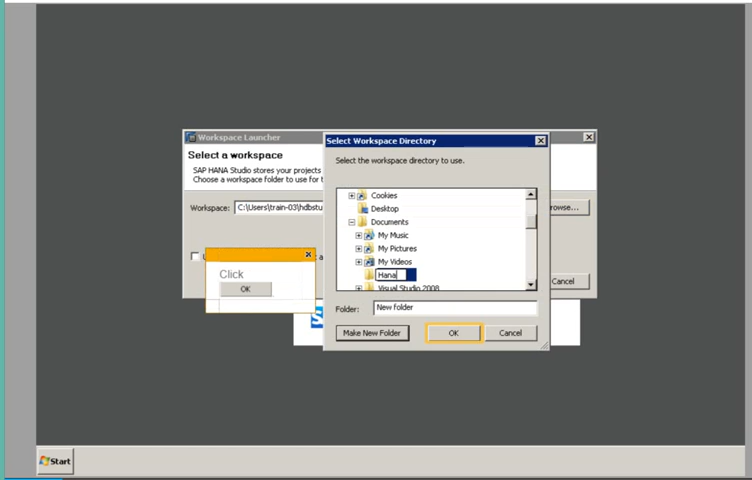 Workspace Launcher
Select a workspace
SAP HANA Studio stores your projects
Choose a workspace folder to use for
Workspace: C:\Users\train-03\hdbstu
rowse...
Cancel
Click
OK
Select Workspace Directory
Select the workspace directory to use.
Cookies
Desktop
Documents
My Music
My Pictures
My Videos
Hana
Visual Studio 2008
Folder: New folder
Make New Folder
OK
Cancel
Start